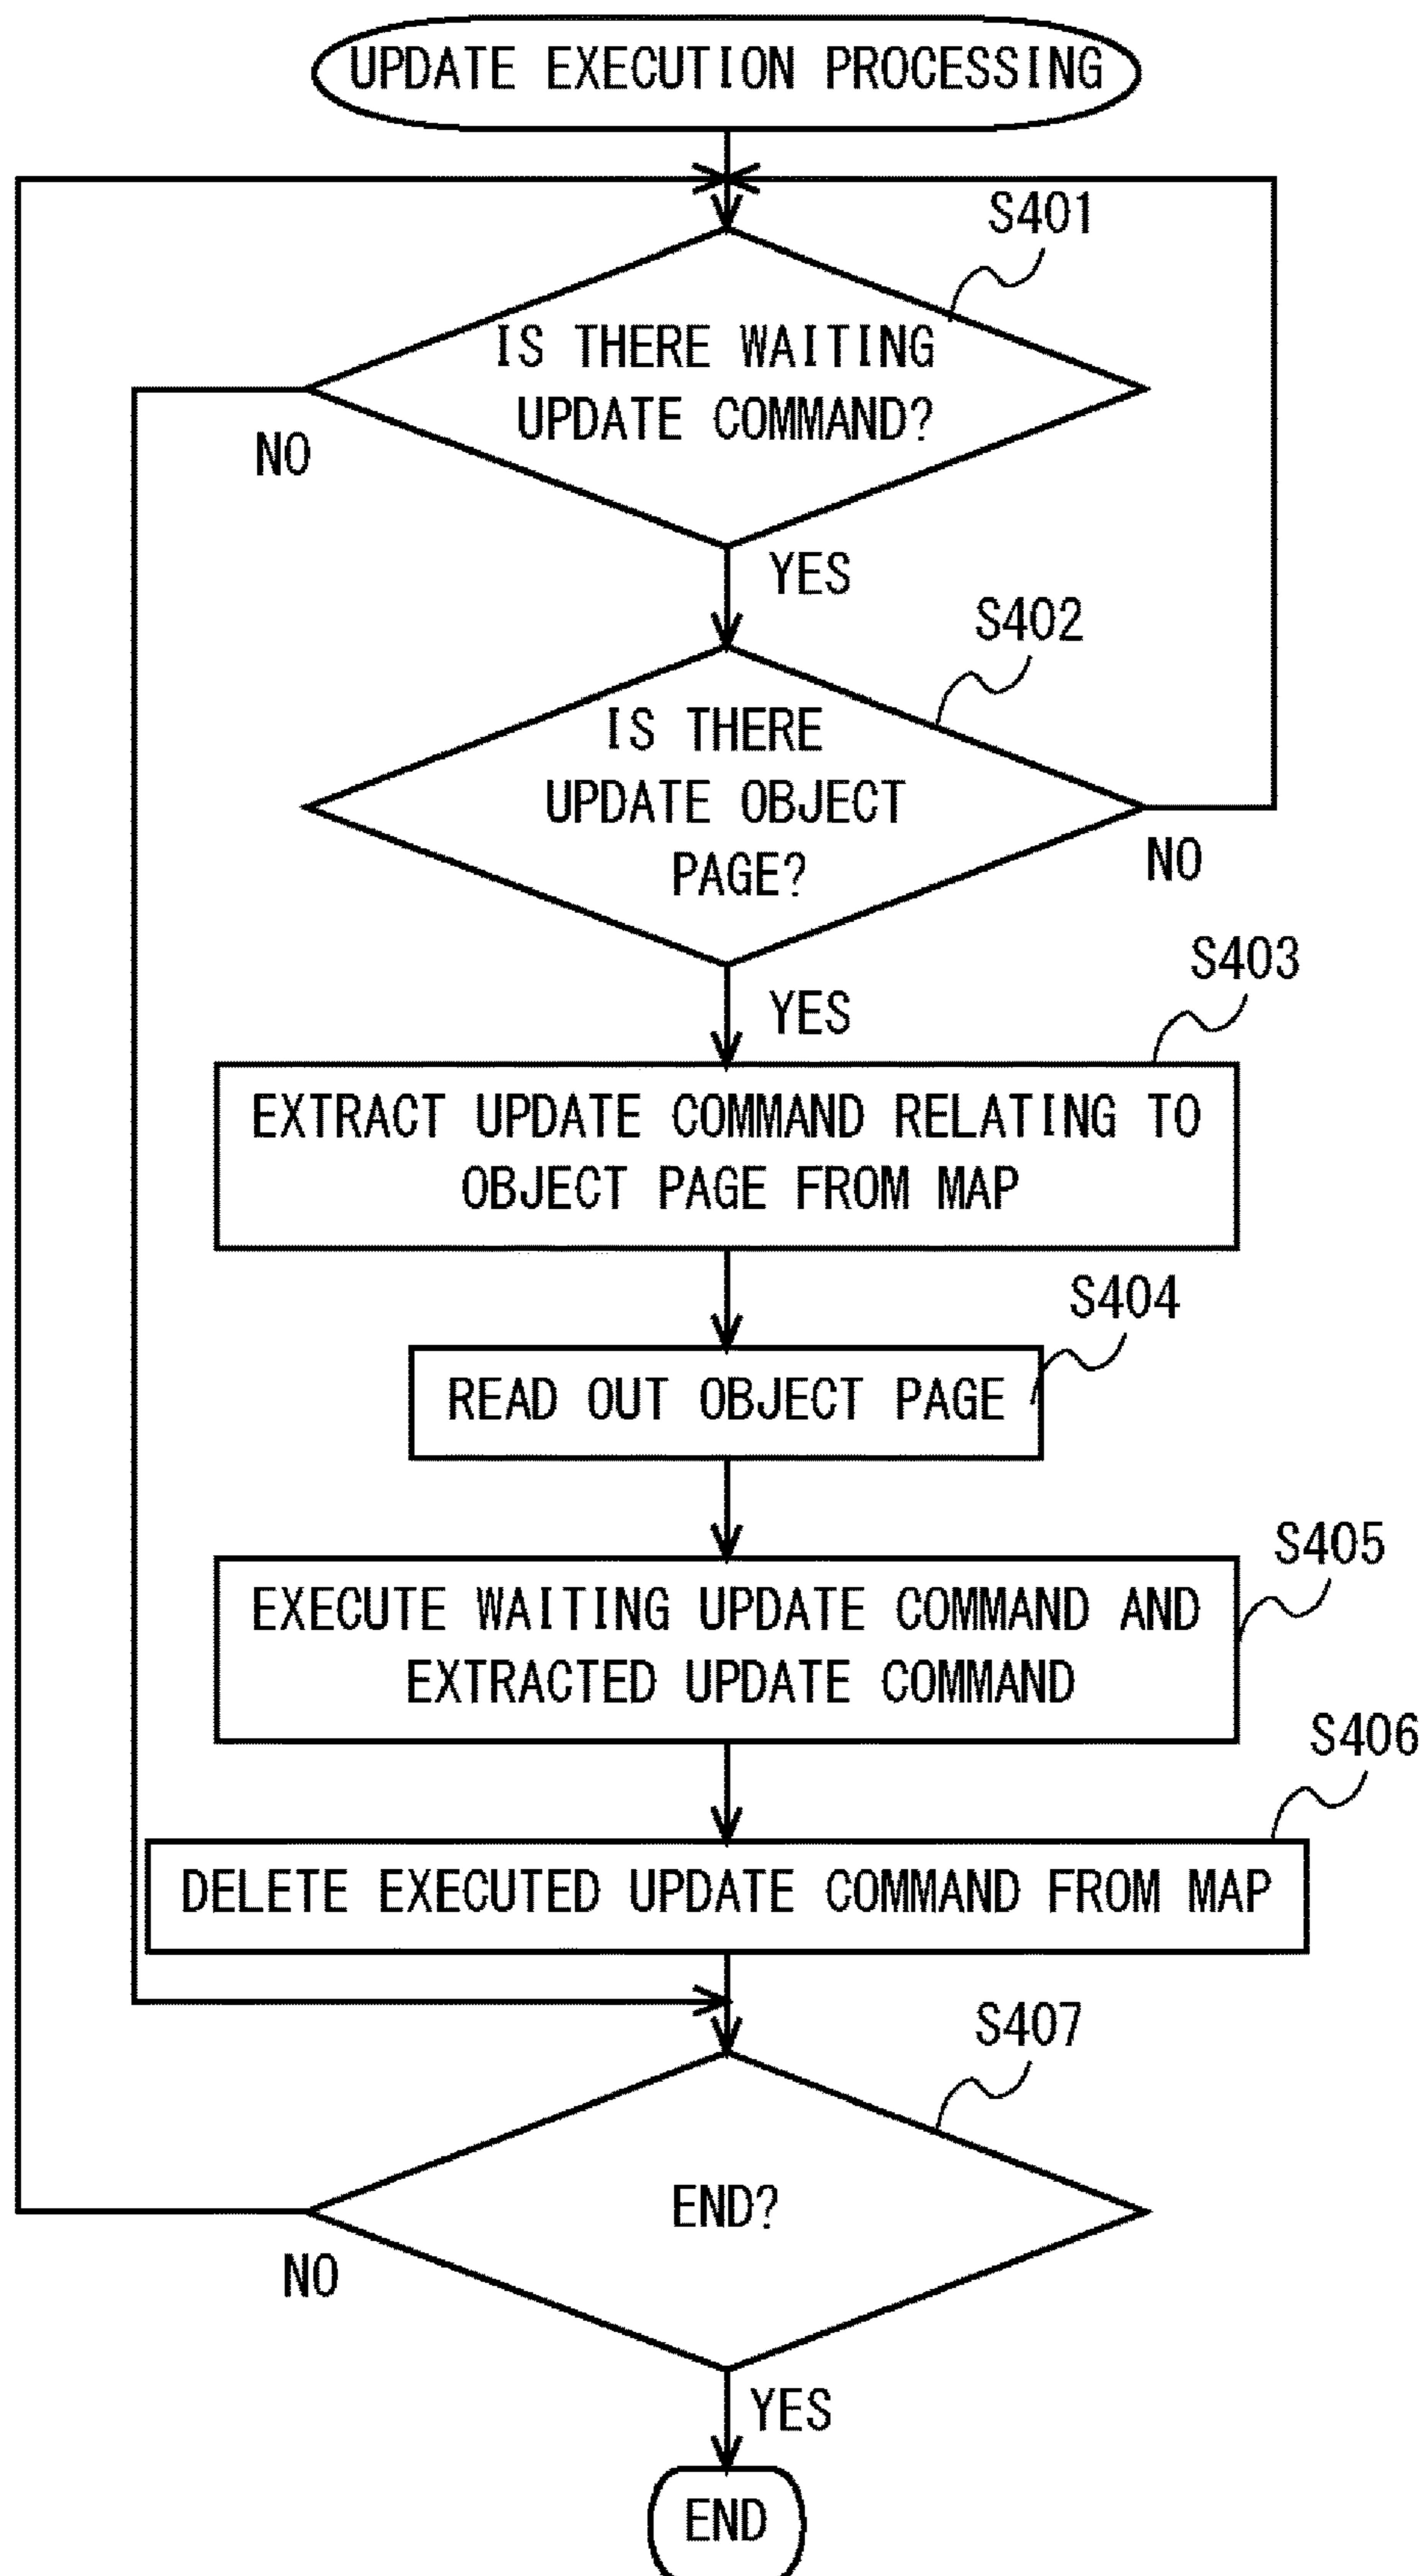 UPDATE EXECUTION PROCESSING
S401
IS THERE WAITING
UPDATE COMMAND?
NO
YES
S402
IS THERE
UPDATE OBJECT
PAGE?
NO
YES
S403
EXTRACT UPDATE COMMAND RELATING TO
OBJECT PAGE FROM MAP
S404
READ OUT OBJECT PAGE
S405
EXECUTE WAITING UPDATE COMMAND AND
EXTRACTED UPDATE COMMAND
S406
DELETE EXECUTED UPDATE COMMAND FROM MAP
S407
END?
NO
YES
END